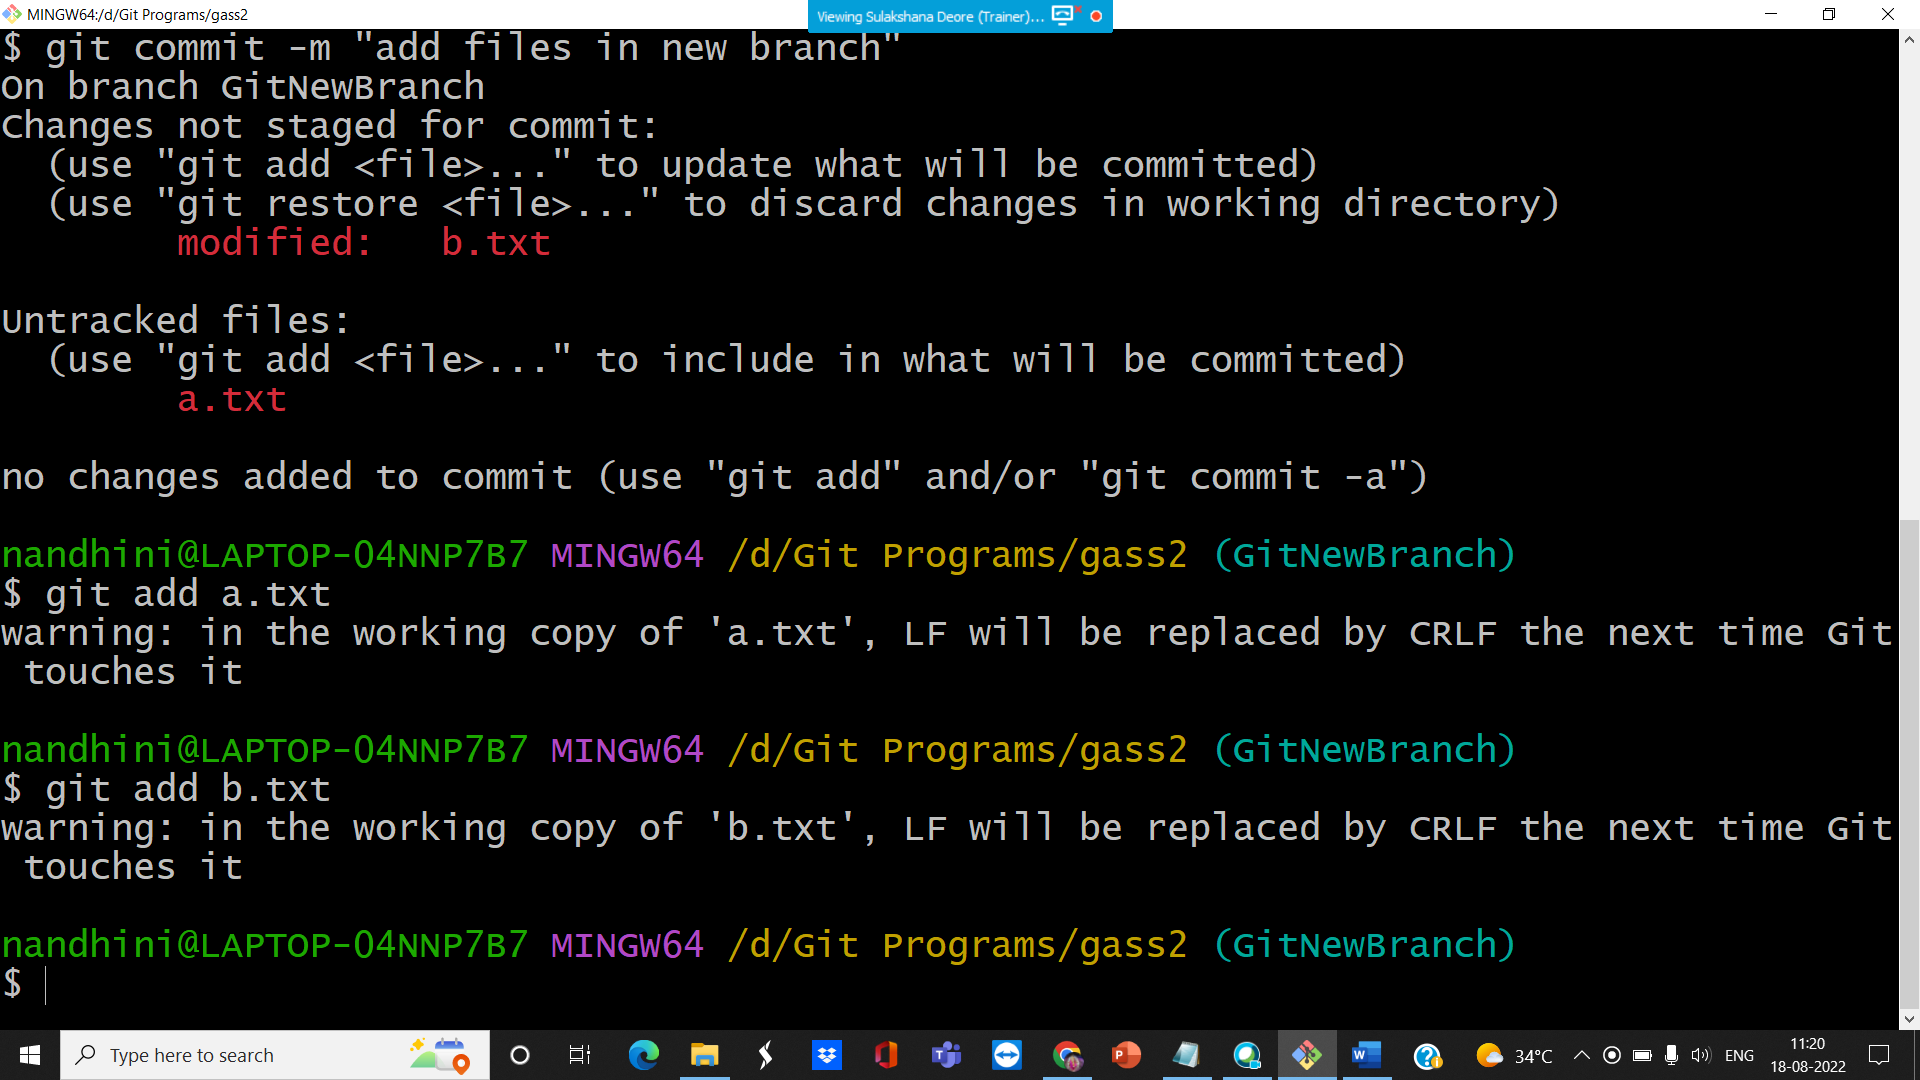 MINGW64:/d/Git Programs/gass2
Viewing Sulakshana Deore (Trainer)...
$ git commit -m "add files in new branch"
On branch GitNewBranch
Changes not staged for commit:
  (use "git add <file>..." to update what will be committed)
  (use "git restore <file>..." to discard changes in working directory)
        modified:   b.txt
Untracked files:
  (use "git add <file>..." to include in what will be committed)
        a.txt
no changes added to commit (use "git add" and/or "git commit -a")
nandhini@LAPTOP-O4NNP7B7 MINGW64 /d/Git Programs/gass2 (GitNewBranch)
$ git add a.txt
warning: in the working copy of 'a.txt', LF will be replaced by CRLF the next time Git
 touches it
nandhini@LAPTOP-O4NNP7B7 MINGW64 /d/Git Programs/gass2 (GitNewBranch)
$ git add b.txt
warning: in the working copy of 'b.txt', LF will be replaced by CRLF the next time Git
 touches it
nandhini@LAPTOP-O4NNP7B7 MINGW64 /d/Git Programs/gass2 (GitNewBranch)
$
Type here to search
34°C
ENG
11:20
18-08-2022